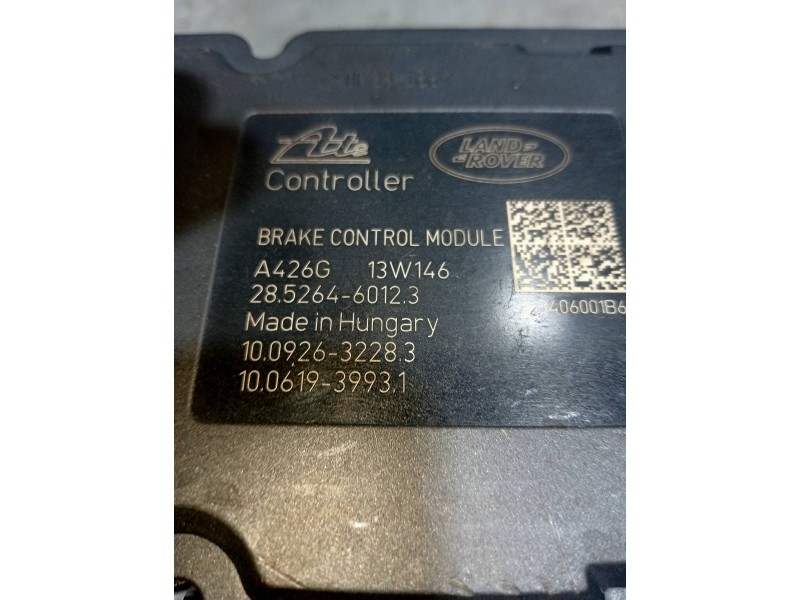 Ate LAND ROVER
Controller
BRAKE CONTROL MODULE
A426G 13W146
28.5264-6012.3
406001B6
Made in Hungary
10.0926-3228.3
10.0619-3993.1